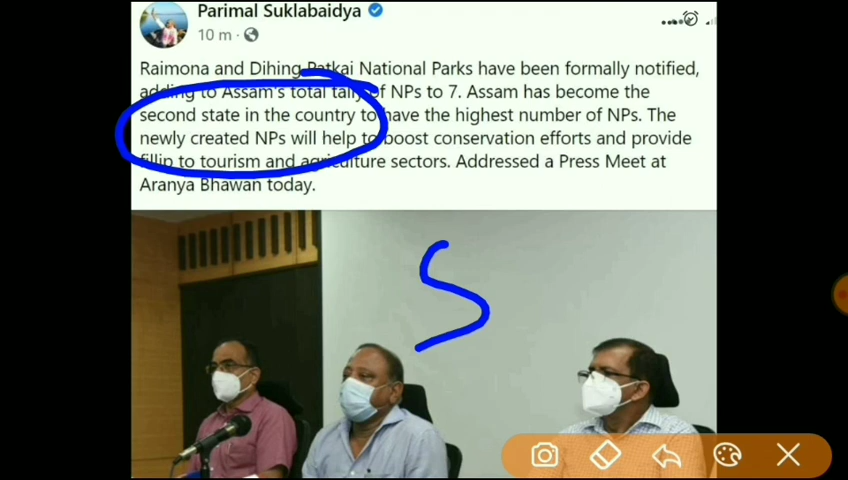 Parimal Suklabaidya
10 m
Raimona and Dihing Patkai National Parks have been formally notified,
adding to Assam's total tally of NPs to 7. Assam has become the
second state in the country to have the highest number of NPs. The
newly created NPs will help to boost conservation efforts and provide
fillip to tourism and agriculture sectors. Addressed a Press Meet at
Aranya Bhawan today.
S